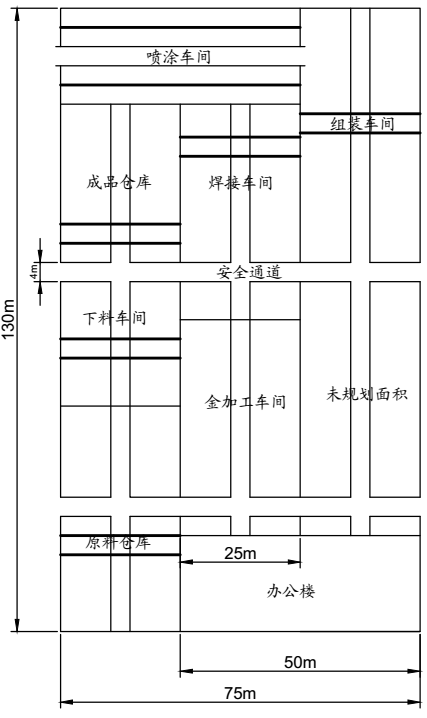 喷涂车间
组装车间
成品仓库
焊接车间
安全通道
4m
130m
下料车间
金加工车间
未规划面积
原料仓库
25m
办公楼
50m
75m